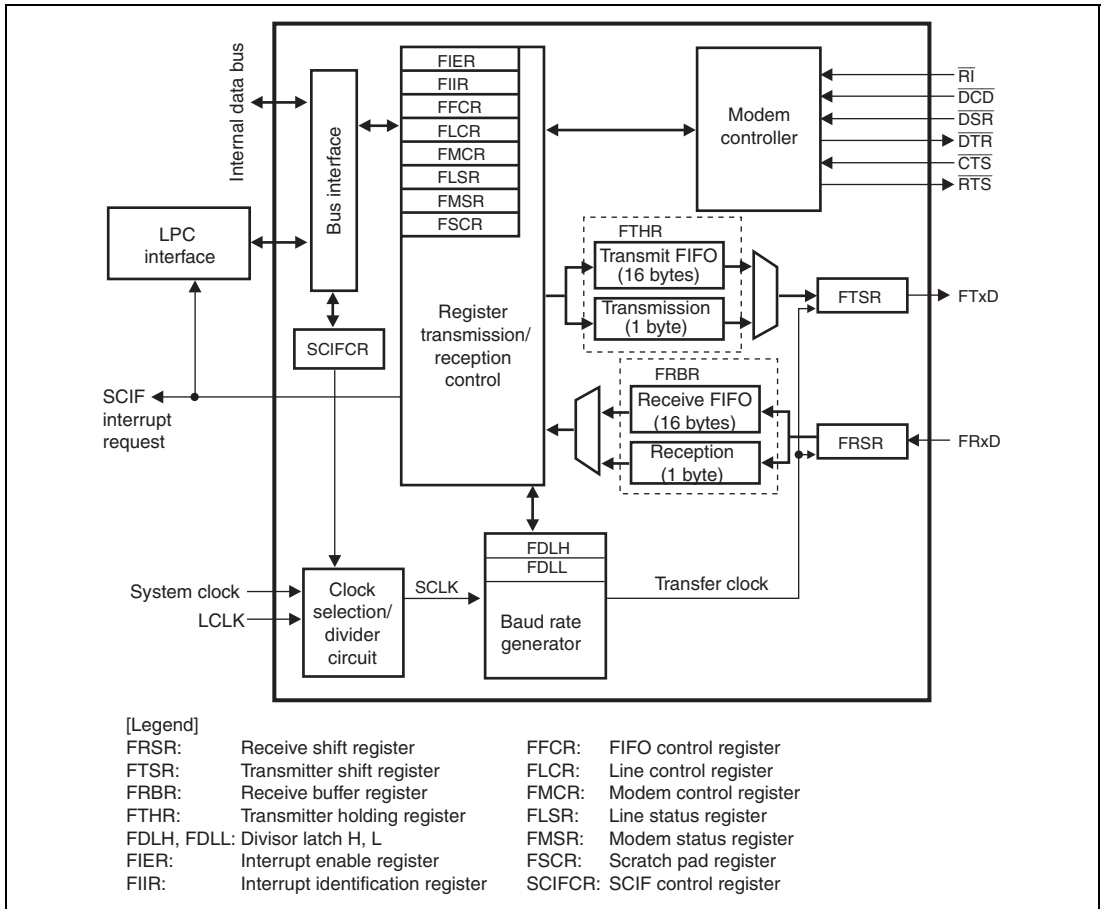 Internal data bus
FIER
FIIR
FFCR
FLCR
FMCR
FLSR
FMSR
FSCR
Bus interface
Modem
controller
RI
DCD
DSR
DTR
CTS
RTS
LPC
interface
SCIFCR
Register
transmission/
reception
control
FTHR
Transmit FIFO
(16 bytes)
Transmission
(1 byte)
FTSR
FTxD
FRBR
Receive FIFO
(16 bytes)
Reception
(1 byte)
FRSR
FRxD
SCIF
interrupt
request
System clock
LCLK
Clock
selection/
divider
circuit
SCLK
FDLH
FDLL
Baud rate
generator
Transfer clock
[Legend]
FRSR: Receive shift register
FTSR: Transmitter shift register
FRBR: Receive buffer register
FTHR: Transmitter holding register
FDLH, FDLL: Divisor latch H, L
FIER: Interrupt enable register
FIIR: Interrupt identification register
FFCR: FIFO control register
FLCR: Line control register
FMCR: Modem control register
FLSR: Line status register
FMSR: Modem status register
FSCR: Scratch pad register
SCIFCR: SCIF control register